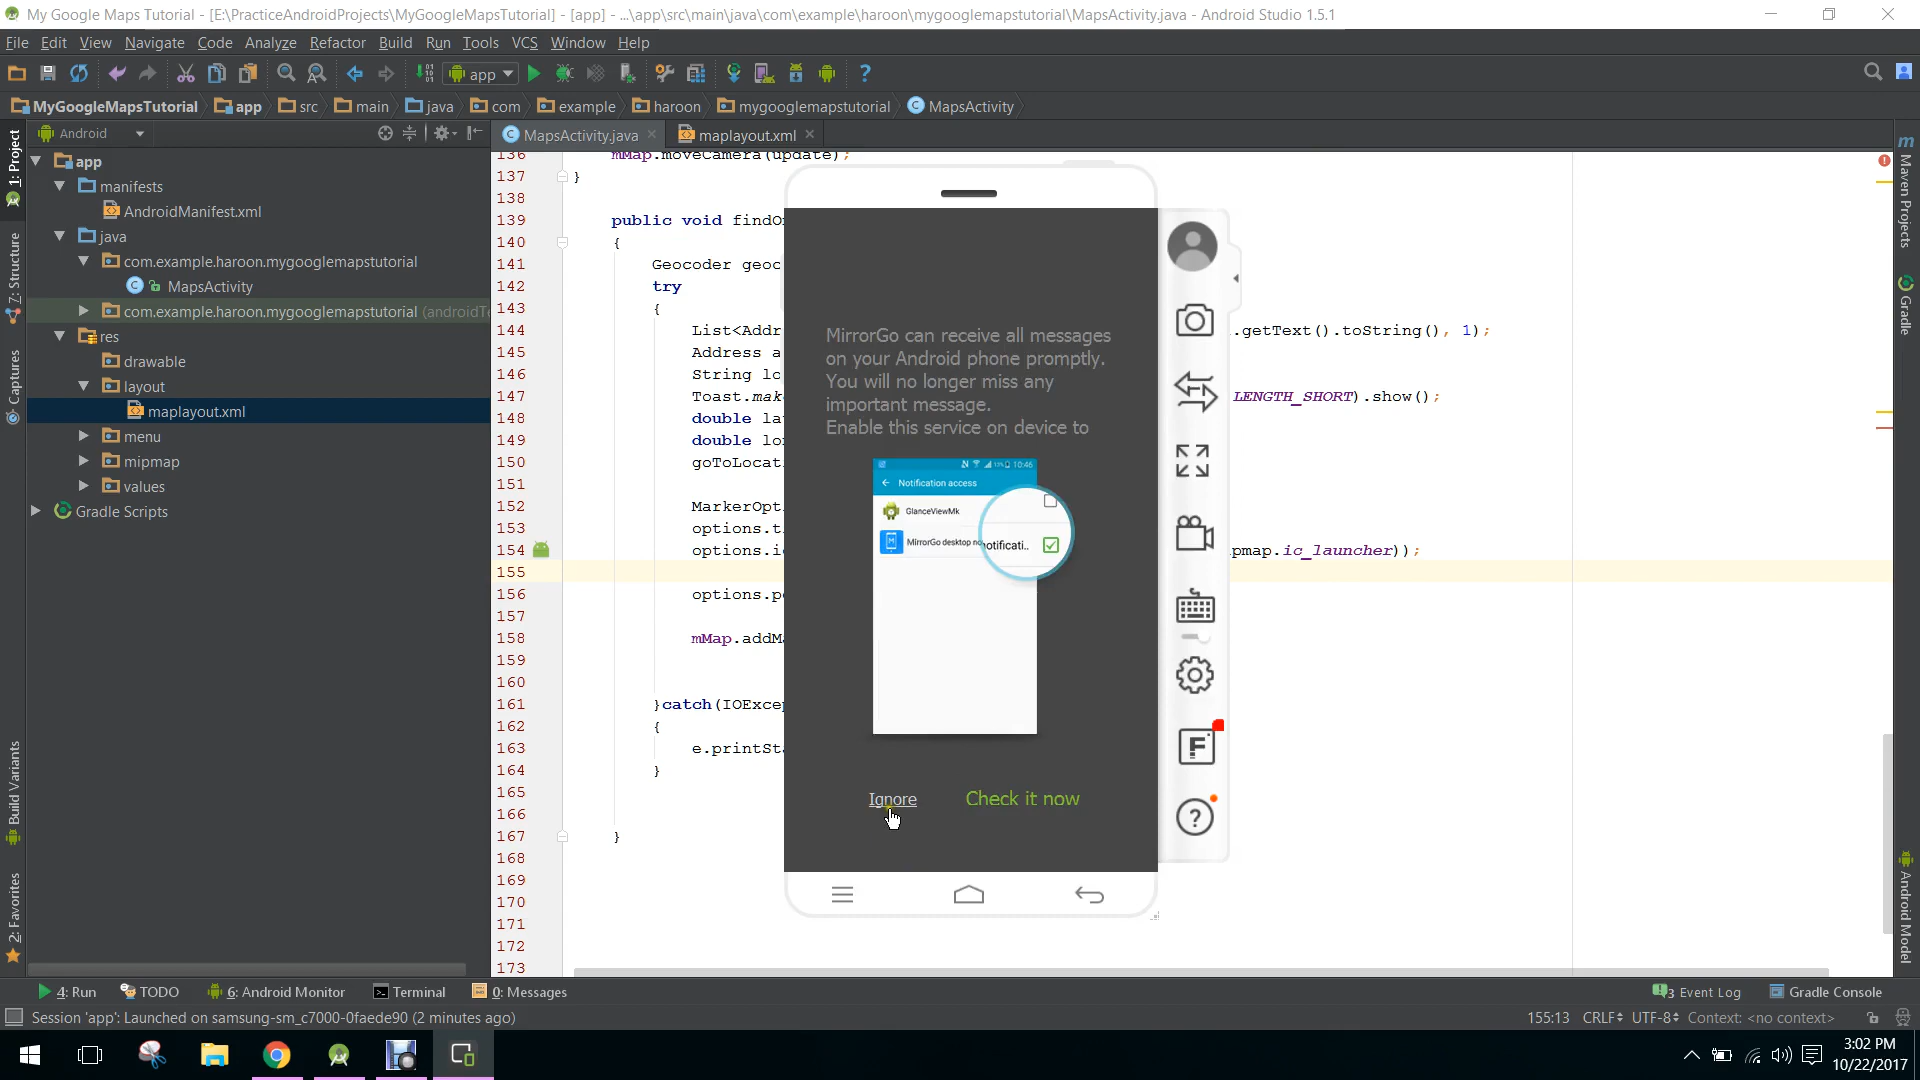 My Google Maps Tutorial - [E:\PracticeAndroidProjects\MyGoogleMapsTutorial] - [app] - ...\app\src\main\java\com\example\haroon\mygooglemapstutorial\MapsActivity.java - Android Studio 1.5.1
File Edit View Navigate Code Analyze Refactor Build Run Tools VCS Window Help
app
MyGoogleMapsTutorial app src main java com example haroon mygooglemapstutorial MapsActivity
Android
MapsActivity.java
maplayout.xml
1: Project
7: Structure
Captures
Build Variants
2: Favorites
app
manifests
AndroidManifest.xml
java
com.example.haroon.mygooglemapstutorial
MapsActivity
com.example.haroon.mygooglemapstutorial (androidTe
res
drawable
layout
maplayout.xml
menu
mipmap
values
Gradle Scripts
136 mMap.moveCamera(update);
137 }
138
139 public void findO
140 {
141 Geocoder geoc
142 try
143 {
144 List<Addr .getText().toString(), 1);
145 Address a
146 String lo
147 Toast.mak LENGTH_SHORT).show();
148 double la
149 double lo
150 goToLocat
151
152 MarkerOpt
153 options.t
154 options.i pmap.ic_launcher));
155
156 options.p
157
158 mMap.addM
159
160
161 }catch(IOExcep
162 {
163 e.printSta
164 }
165
166
167 }
168
169
170
171
172
173
MirrorGo can receive all messages
on your Android phone promptly.
You will no longer miss any
important message.
Enable this service on device to
10:46
Notification access
GlanceViewMk
MirrorGo desktop no
notificati..
Ignore
Check it now
F
?
m Maven Projects
Gradle
Android Model
4: Run TODO 6: Android Monitor Terminal 0: Messages
3 Event Log Gradle Console
Session 'app': Launched on samsung-sm_c7000-0faede90 (2 minutes ago)
155:13 CRLF UTF-8 Context: <no context>
3:02 PM
10/22/2017